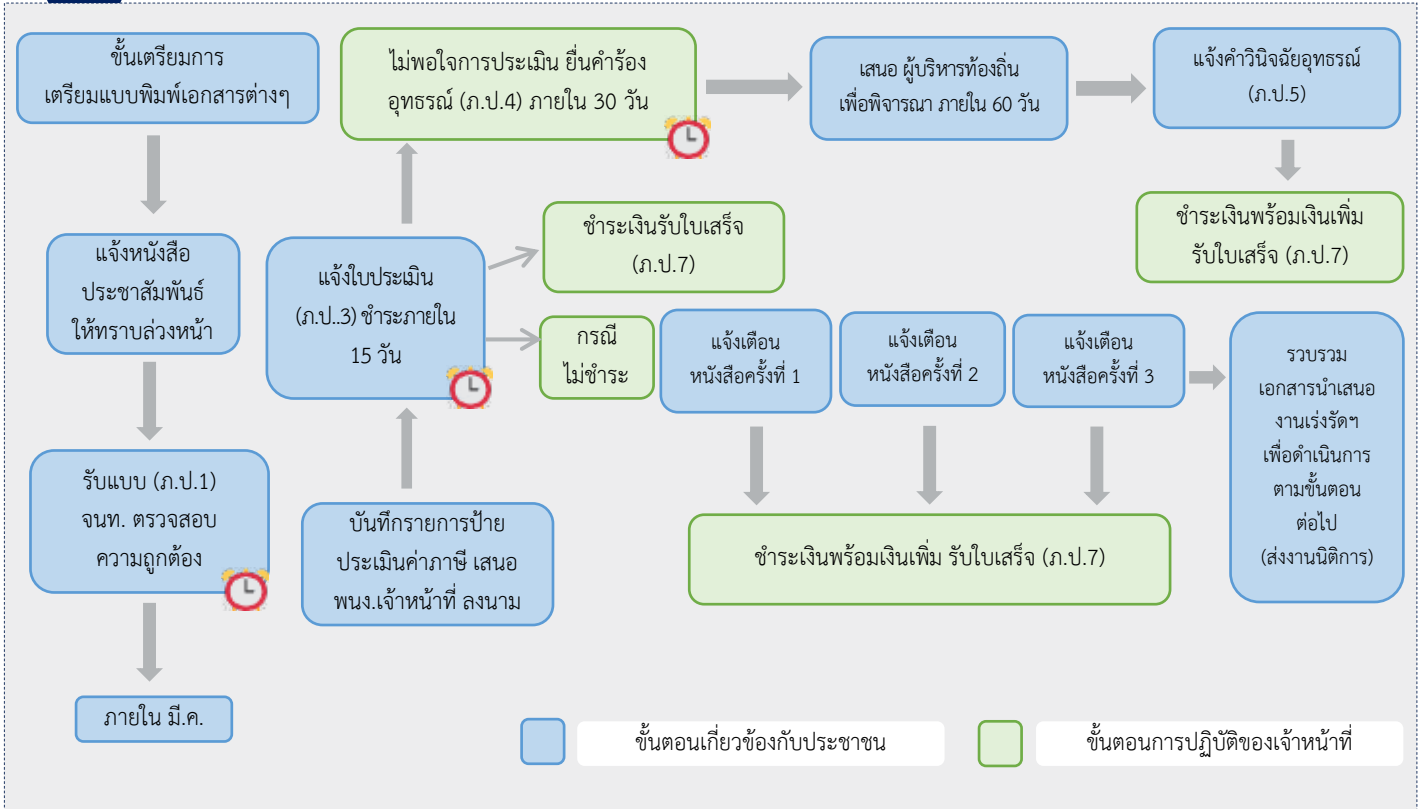 ขั้นเตรียมการ
เตรียมแบบพิมพ์เอกสารต่างๆ
แจ้งหนังสือ
ประชาสัมพันธ์
ให้ทราบล่วงหน้า
รับแบบ (ภ.ป.1)
จนท. ตรวจสอบ
ความถูกต้อง
ภายใน มี.ค.
บันทึกรายการป้าย
ประเมินค่าภาษี เสนอ
พนง.เจ้าหน้าที่ ลงนาม
แจ้งใบประเมิน
(ภ.ป..3) ชำระภายใน
15 วัน
ไม่พอใจการประเมิน ยื่นคำร้อง
อุทธรณ์ (ภ.ป.4) ภายใน 30 วัน
เสนอ ผู้บริหารท้องถิ่น
เพื่อพิจารณา ภายใน 60 วัน
แจ้งคำวินิจฉัยอุทธรณ์
(ภ.ป.5)
ชำระเงินพร้อมเงินเพิ่ม
รับใบเสร็จ (ภ.ป.7)
ชำระเงินรับใบเสร็จ
(ภ.ป.7)
กรณี
ไม่ชำระ
แจ้งเตือน
หนังสือครั้งที่ 1
แจ้งเตือน
หนังสือครั้งที่ 2
แจ้งเตือน
หนังสือครั้งที่ 3
รวบรวม
เอกสารนำเสนอ
งานเร่งรัดฯ
เพื่อดำเนินการ
ตามขั้นตอน
ต่อไป
(ส่งงานนิติการ)
ชำระเงินพร้อมเงินเพิ่ม รับใบเสร็จ (ภ.ป.7)
ขั้นตอนเกี่ยวข้องกับประชาชน
ขั้นตอนการปฏิบัติของเจ้าหน้าที่